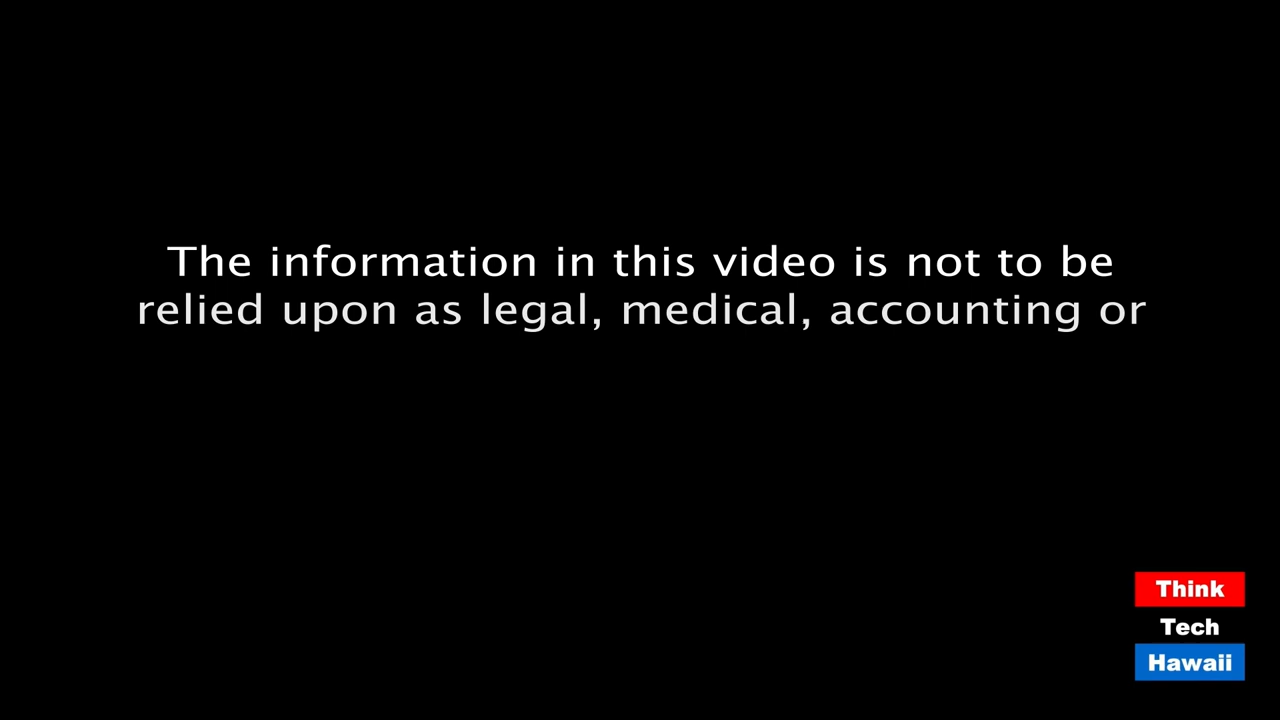 The information in this video is not to be
relied upon as legal, medical, accounting or
Think
Tech
Hawaii